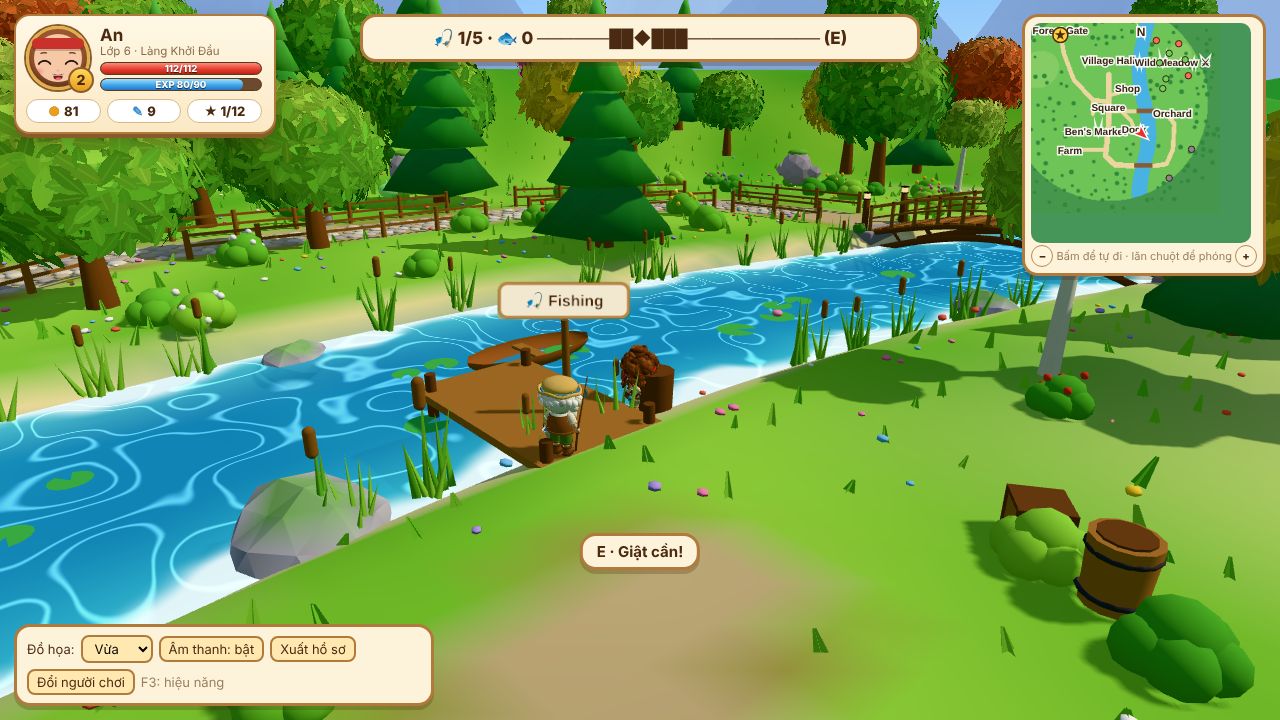 An
Lớp 6 · Làng Khởi Đầu
112/112
EXP 80/90
2
81
9
★ 1/12
1/5 · 0 ───────██◆███────────────── (E)
N
Village Hall
Wild Meadow
Shop
Square
Orchard
Ben's Marke
Farm
− Bấm để tự đi · lăn chuột để phóng +
Fishing
E · Giật cần!
Đồ họa: Vừa Âm thanh: bật Xuất hồ sơ
Đổi người chơi F3: hiệu năng